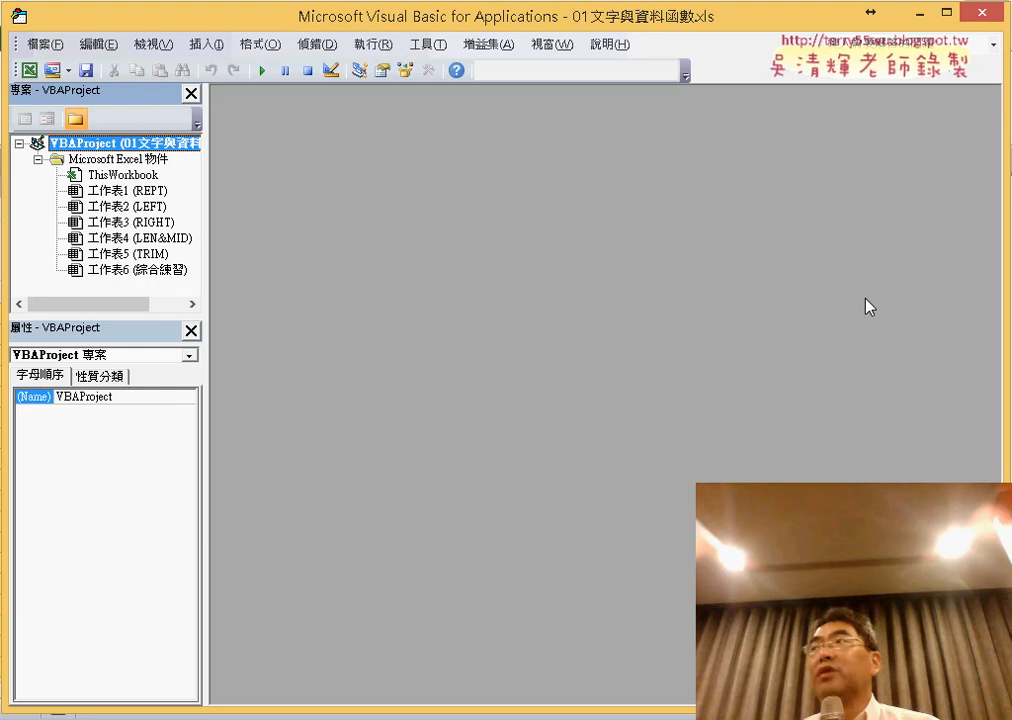 Microsoft Visual Basic for Applications - 01文字與資料函數.xls
檔案(F) 編輯(E) 檢視(V) 插入(I) 格式(O) 偵錯(D) 執行(R) 工具(T) 增益集(A) 視窗(W) 說明(H)
吳清輝老師錄製
專案 - VBAProject
VBAProject (01文字與資料
Microsoft Excel 物件
ThisWorkbook
工作表1 (REPT)
工作表2 (LEFT)
工作表3 (RIGHT)
工作表4 (LEN&MID)
工作表5 (TRIM)
工作表6 (綜合練習)
屬性 - VBAProject
VBAProject 專案
字母順序 性質分類
(Name) VBAProject